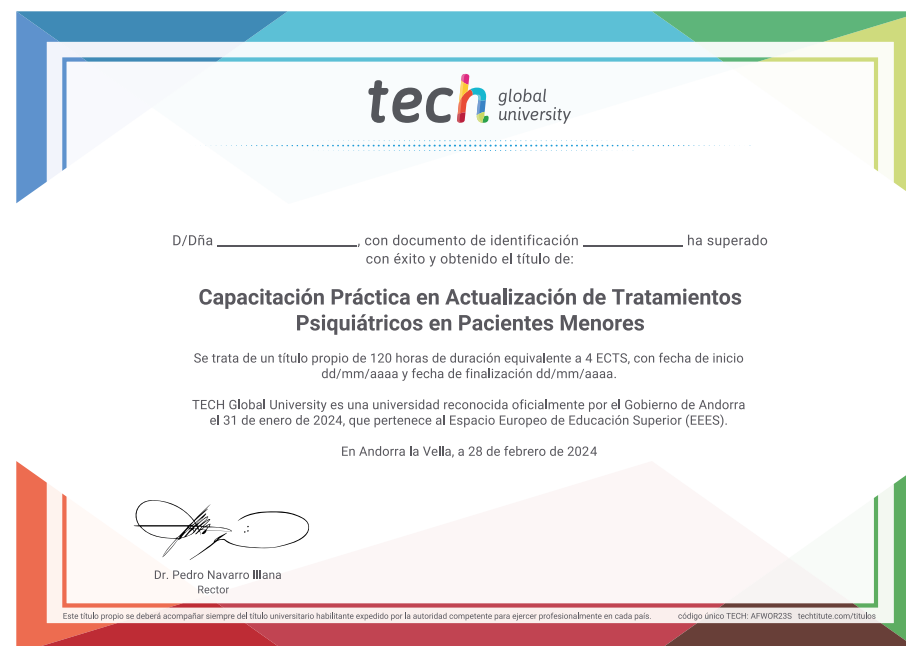 tech global
university
D/Dña ____________________, con documento de identificación ______________ ha superado
con éxito y obtenido el título de:
Capacitación Práctica en Actualización de Tratamientos
Psiquiátricos en Pacientes Menores
Se trata de un título propio de 120 horas de duración equivalente a 4 ECTS, con fecha de inicio
dd/mm/aaaa y fecha de finalización dd/mm/aaaa.
TECH Global University es una universidad reconocida oficialmente por el Gobierno de Andorra
el 31 de enero de 2024, que pertenece al Espacio Europeo de Educación Superior (EEES).
En Andorra la Vella, a 28 de febrero de 2024
Dr. Pedro Navarro Illana
Rector
Este título propio se deberá acompañar siempre del título universitario habilitante expedido por la autoridad competente para ejercer profesionalmente en cada país. código único TECH: AFWOR23S techtitute.com/titulos